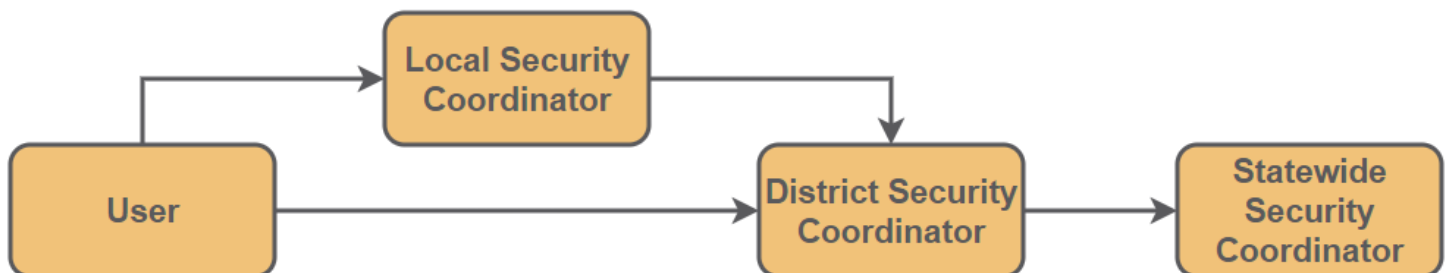 Local Security
Coordinator
User
District Security
Coordinator
Statewide
Security
Coordinator